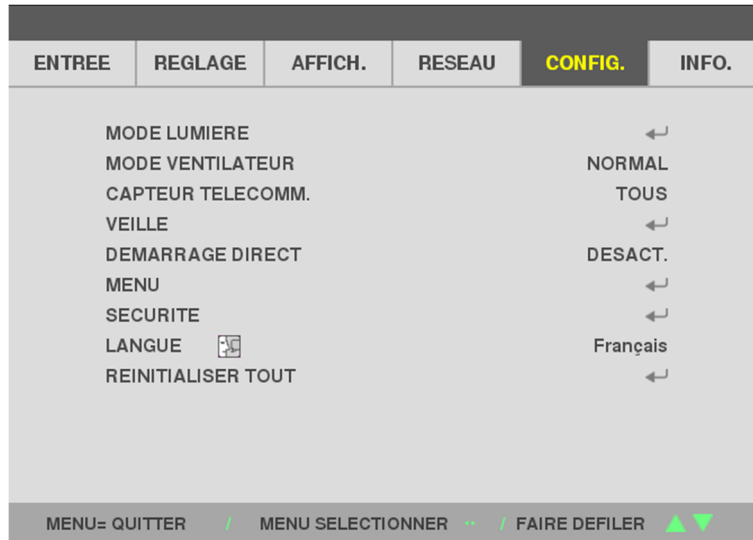 ENTREE REGLAGE AFFICH. RESEAU CONFIG. INFO.
MODE LUMIERE
MODE VENTILATEUR NORMAL
CAPTEUR TELECOMM. TOUS
VEILLE
DEMARRAGE DIRECT DESACT.
MENU
SECURITE
LANGUE Français
REINITIALISER TOUT
MENU= QUITTER / MENU SELECTIONNER ·· / FAIRE DEFILER ▲▼